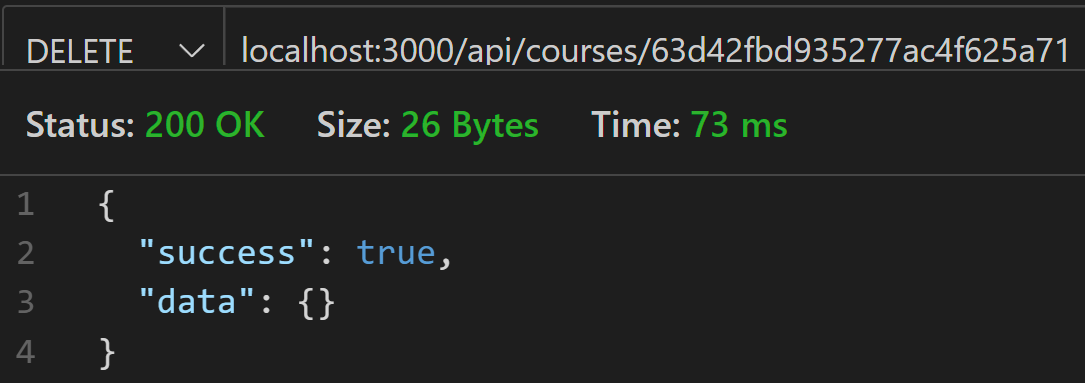 DELETE localhost:3000/api/courses/63d42fbd935277ac4f625a71
Status: 200 OK Size: 26 Bytes Time: 73 ms
1 {
2 "success": true,
3 "data": {}
4 }